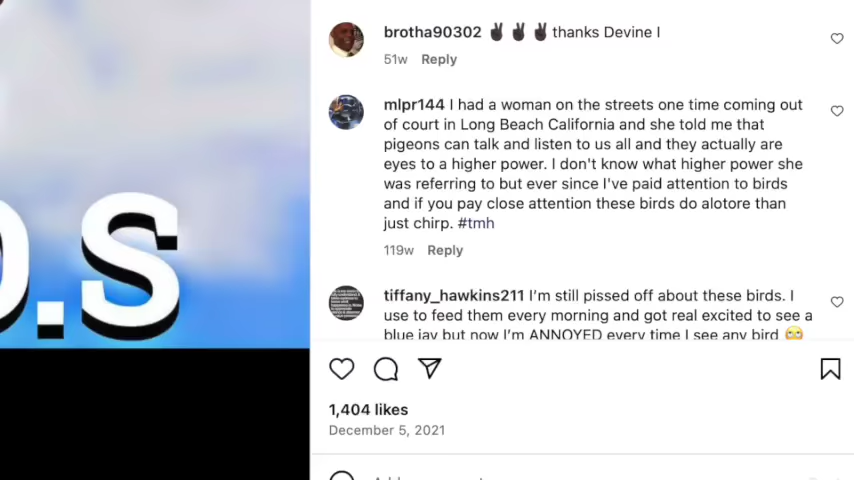 .S
brotha90302 ✌🏿 ✌🏿 ✌🏿 thanks Devine I
51w Reply
mlpr144 I had a woman on the streets one time coming out
of court in Long Beach California and she told me that
pigeons can talk and listen to us all and they actually are
eyes to a higher power. I don't know what higher power she
was referring to but ever since I've paid attention to birds
and if you pay close attention these birds do alotore than
just chirp. #tmh
119w Reply
tiffany_hawkins211 I'm still pissed off about these birds. I
use to feed them every morning and got real excited to see a
blue jay but now I'm ANNOYED every time I see any bird 🙄
1,404 likes
December 5, 2021